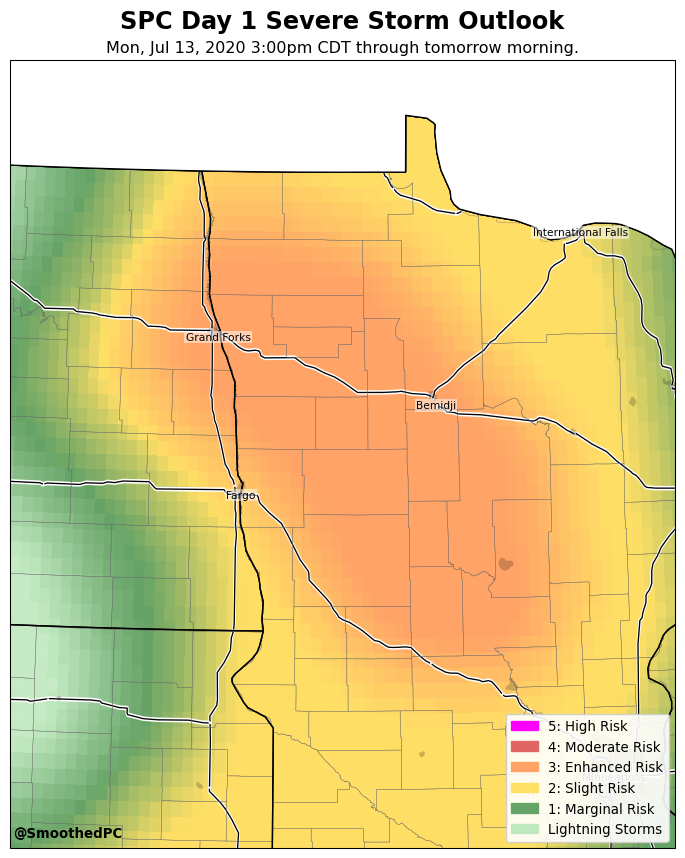 SPC Day 1 Severe Storm Outlook
Mon, Jul 13, 2020 3:00pm CDT through tomorrow morning.
International Falls
Grand Forks
Bemidji
Fargo
5: High Risk
4: Moderate Risk
3: Enhanced Risk
2: Slight Risk
Minneapolis
1: Marginal Risk
Lightning Storms
@SmoothedPC